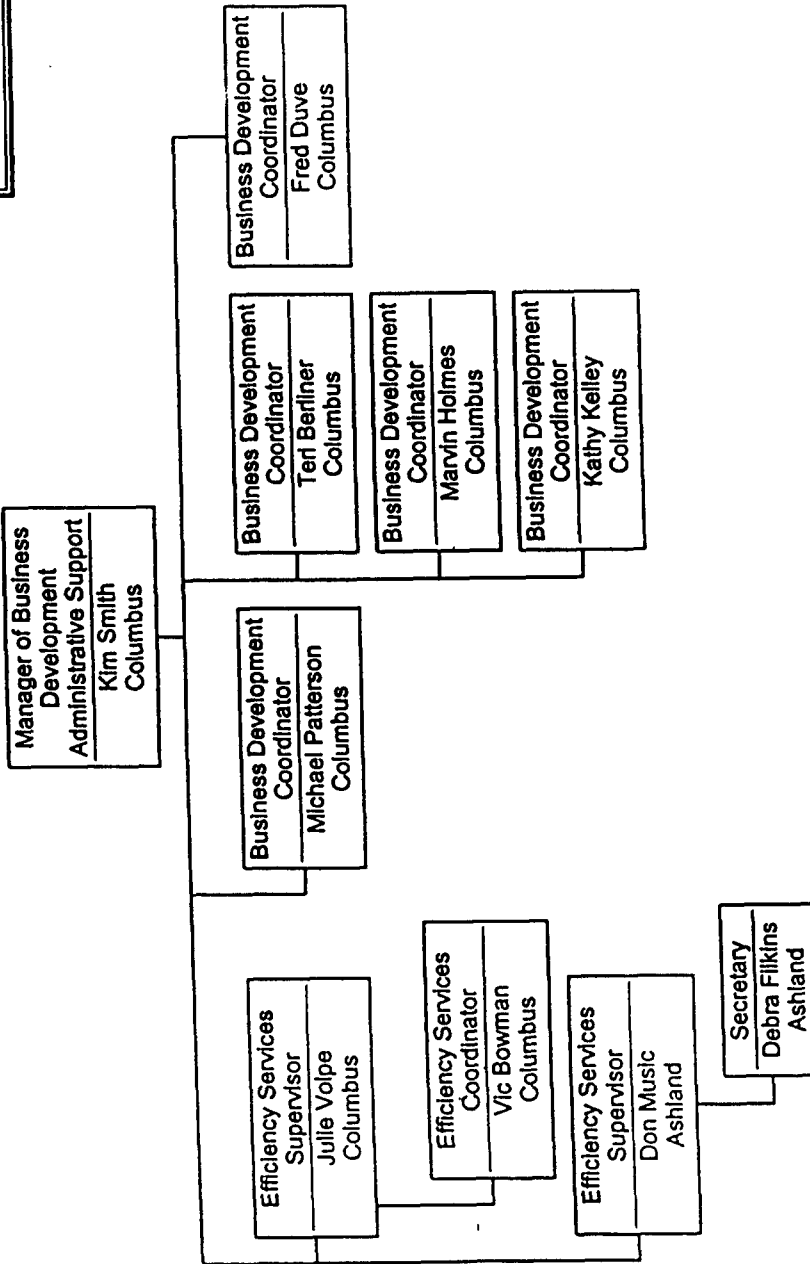 Manager of Business
Development
Administrative Support
Kim Smith
Columbus
Efficiency Services
Supervisor
Julie Volpe
Columbus
Efficiency Services
Coordinator
Vic Bowman
Columbus
Efficiency Services
Supervisor
Don Music
Ashland
Secretary
Debra Filkins
Ashland
Business Development
Coordinator
Michael Patterson
Columbus
Business Development
Coordinator
Teri Berliner
Columbus
Business Development
Coordinator
Marvin Holmes
Columbus
Business Development
Coordinator
Kathy Kelley
Columbus
Business Development
Coordinator
Fred Duve
Columbus